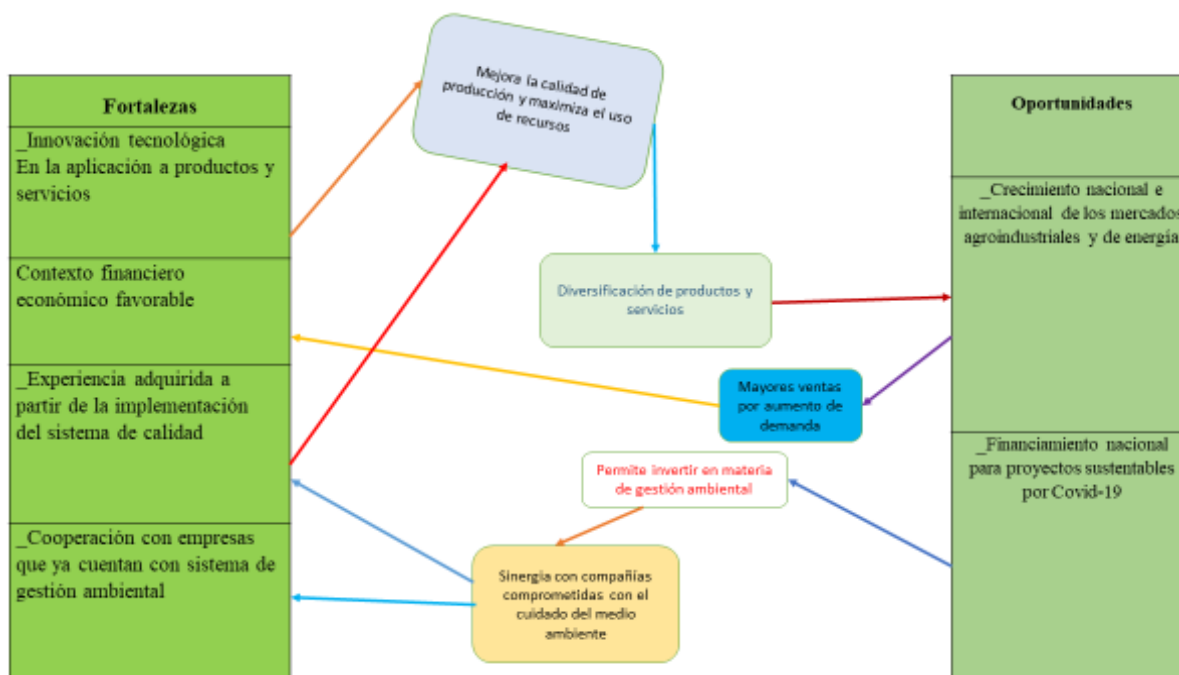 Fortalezas
_Innovación tecnológica
En la aplicación a productos y
servicios
Contexto financiero
económico favorable
_Experiencia adquirida a
partir de la implementación
del sistema de calidad
_Cooperación con empresas
que ya cuentan con sistema de
gestión ambiental
Mejora la calidad de
producción y maximiza el uso
de recursos
Diversificación de productos y
servicios
Mayores ventas
por aumento de
demanda
Permite invertir en materia
de gestión ambiental
Sinergia con compañías
comprometidas con el
cuidado del medio
ambiente
Oportunidades
_Crecimiento nacional e
internacional de los mercados
agroindustriales y de energía
_Financiamiento nacional
para proyectos sustentables
por Covid-19